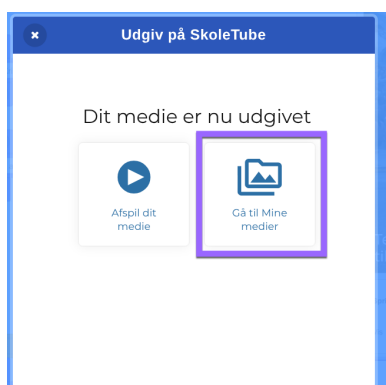 Udgiv på SkoleTube
Dit medie er nu udgivet
Afspil dit
medie
Gå til Mine
medier